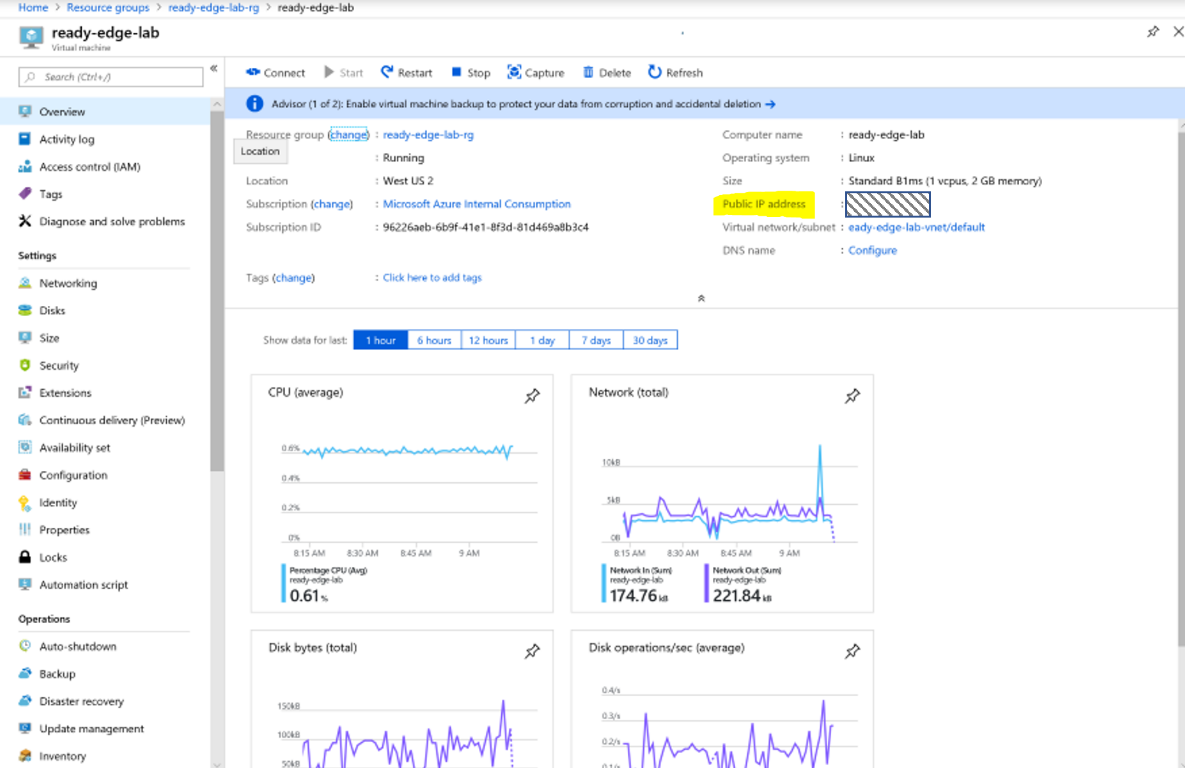 Home > Resource groups > ready-edge-lab-rg > ready-edge-lab
ready-edge-lab
Virtual machine
Search (Ctrl+/)
«
Overview
Activity log
Access control (IAM)
Tags
Diagnose and solve problems
Settings
Networking
Disks
Size
Security
Extensions
Continuous delivery (Preview)
Availability set
Configuration
Identity
Properties
Locks
Automation script
Operations
Auto-shutdown
Backup
Disaster recovery
Update management
Inventory
Connect Start Restart Stop Capture Delete Refresh
Advisor (1 of 2): Enable virtual machine backup to protect your data from corruption and accidental deletion →
Resource group (change) : ready-edge-lab-rg
Location
: Running
Location : West US 2
Subscription (change) : Microsoft Azure Internal Consumption
Subscription ID : 96226aeb-6b9f-41e1-8f3d-81d469a8b3c4
Computer name : ready-edge-lab
Operating system : Linux
Size : Standard B1ms (1 vcpus, 2 GB memory)
Public IP address :
Virtual network/subnet : eady-edge-lab-vnet/default
DNS name : Configure
Tags (change) : Click here to add tags
Show data for last: 1 hour 6 hours 12 hours 1 day 7 days 30 days
CPU (average)
0.6%
0.4%
0.2%
0%
8:15 AM 8:30 AM 8:45 AM 9 AM
Percentage CPU (Avg)
ready-edge-lab
0.61 %
Network (total)
10kB
5kB
0B
8:15 AM 8:30 AM 8:45 AM 9 AM
Network In (Sum) Network Out (Sum)
ready-edge-lab ready-edge-lab
174.76 kB 221.84 kB
Disk bytes (total)
150kB
100kB
50kB
Disk operations/sec (average)
0.4/s
0.3/s
0.2/s
0.1/s